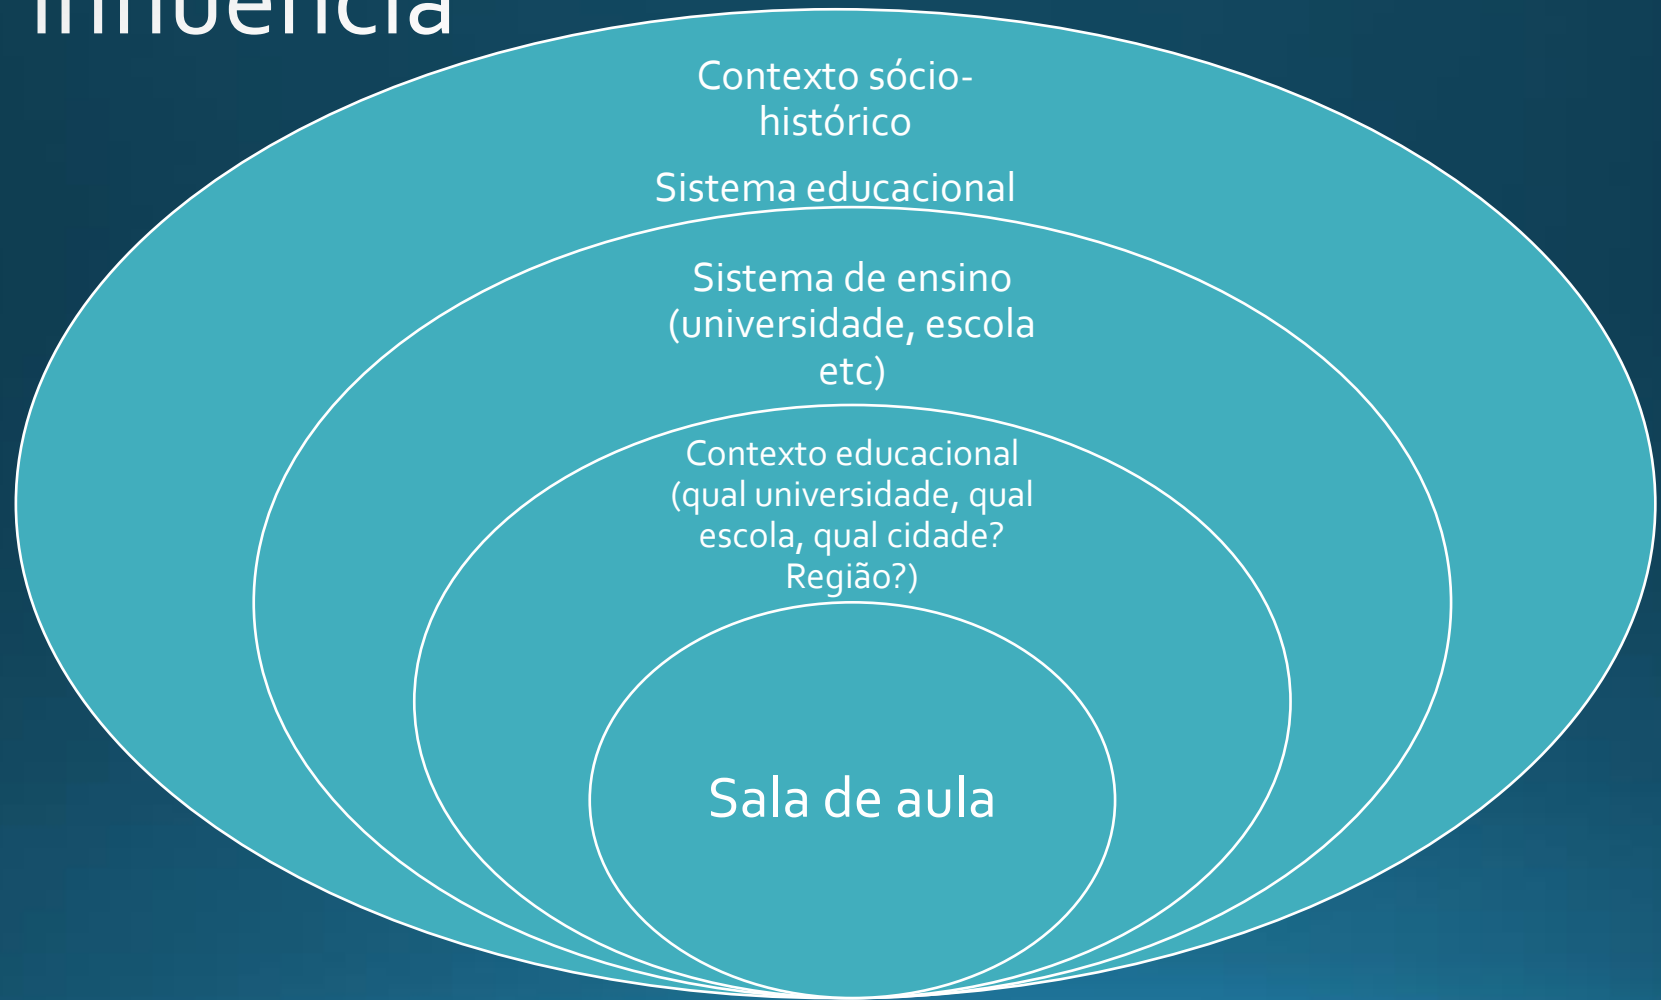 influência
Contexto sócio-
histórico
Sistema educacional
Sistema de ensino
(universidade, escola
etc)
Contexto educacional
(qual universidade, qual
escola, qual cidade?
Região?)
Sala de aula